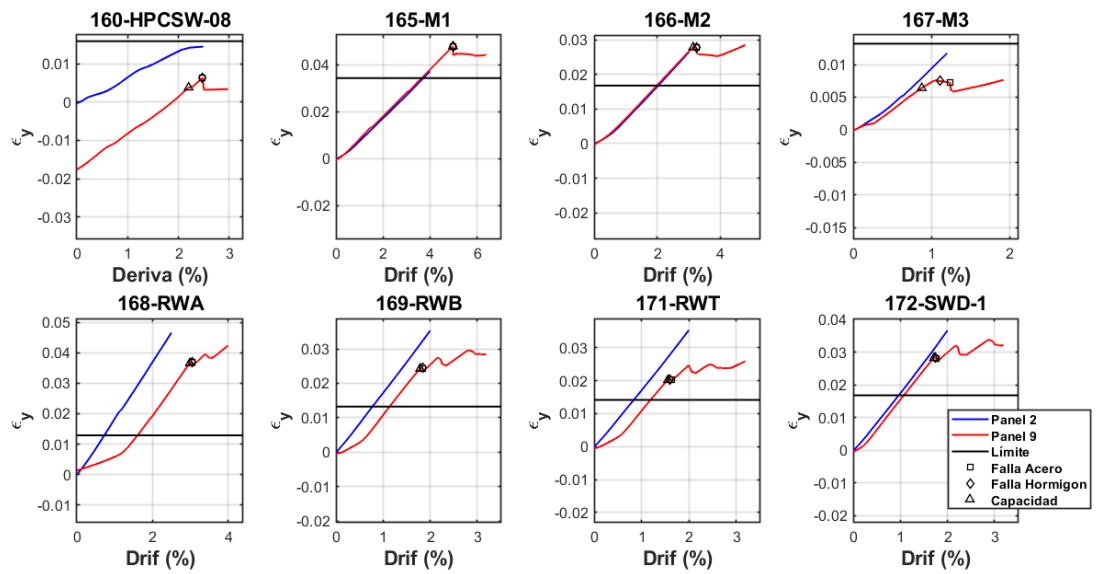 160-HPCSW-08
165-M1
166-M2
167-M3
0.01
0
-0.01
-0.02
-0.03
ϵy
0 1 2 3
Deriva (%)
0.04
0.02
0
-0.02
ϵy
0 2 4 6
Drif (%)
0.03
0.02
0.01
0
-0.01
-0.02
ϵy
0 2 4
Drif (%)
0.01
0.005
0
-0.005
-0.01
-0.015
ϵy
0 1 2
Drif (%)
168-RWA
169-RWB
171-RWT
172-SWD-1
0.05
0.04
0.03
0.02
0.01
0
-0.01
ϵy
0 2 4
Drif (%)
0.03
0.02
0.01
0
-0.01
-0.02
ϵy
0 1 2 3
Drif (%)
0.03
0.02
0.01
0
-0.01
-0.02
ϵy
0 1 2 3
Drif (%)
0.04
0.03
0.02
0.01
0
-0.01
-0.02
ϵy
0 1 2 3
Drif (%)
Panel 2
Panel 9
Limite
Falla Acero
Falla Hormigon
Capacidad